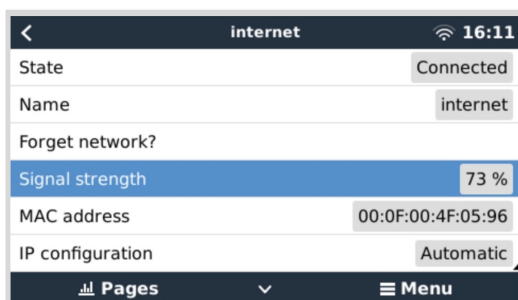 internet 16:11
State Connected
Name internet
Forget network?
Signal strength 73 %
MAC address 00:0F:00:4F:05:96
IP configuration Automatic
Pages Menu